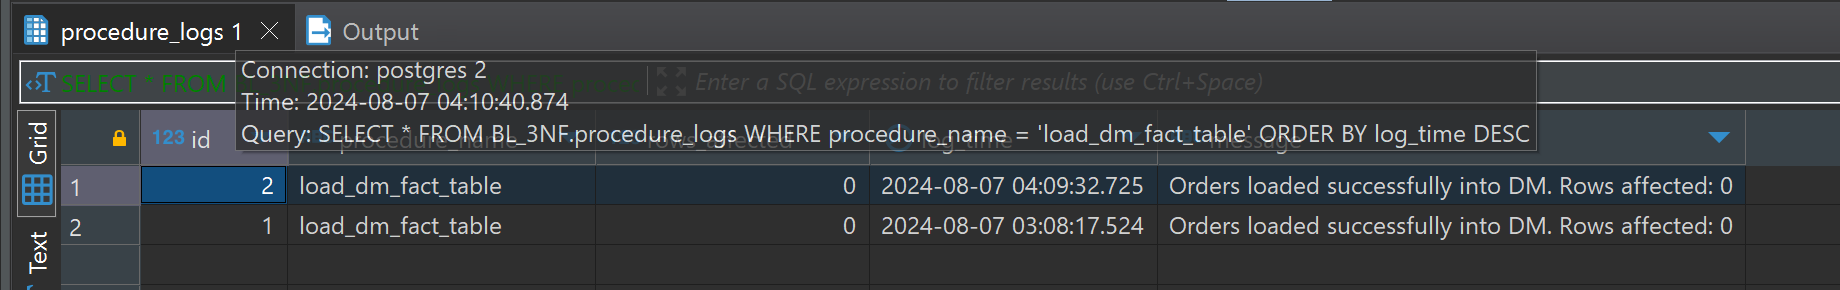 procedure_logs 1
Output
Connection: postgres 2
SELECT * FROM
Enter a SQL expression to filter results (use Ctrl+Space)
Time: 2024-08-07 04:10:40.874
Query: SELECT * FROM BL_3NF.procedure_logs WHERE procedure_name = 'load_dm_fact_table' ORDER BY log_time DESC
Grid
123 id procedure_name rows_affected log_time message
1 2 load_dm_fact_table 0 2024-08-07 04:09:32.725 Orders loaded successfully into DM. Rows affected: 0
2 1 load_dm_fact_table 0 2024-08-07 03:08:17.524 Orders loaded successfully into DM. Rows affected: 0
Text